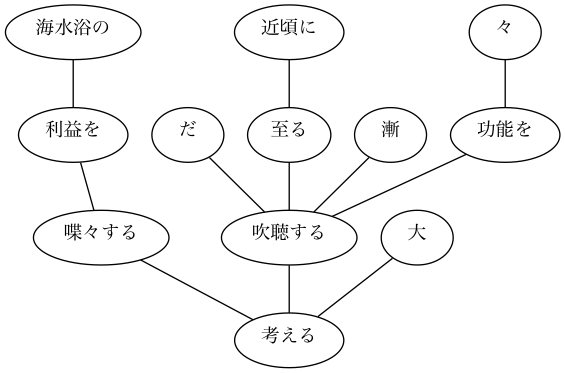 海水浴の
近頃に
々
利益を
だ
至る
漸
功能を
喋々する
吹聴する
大
考える